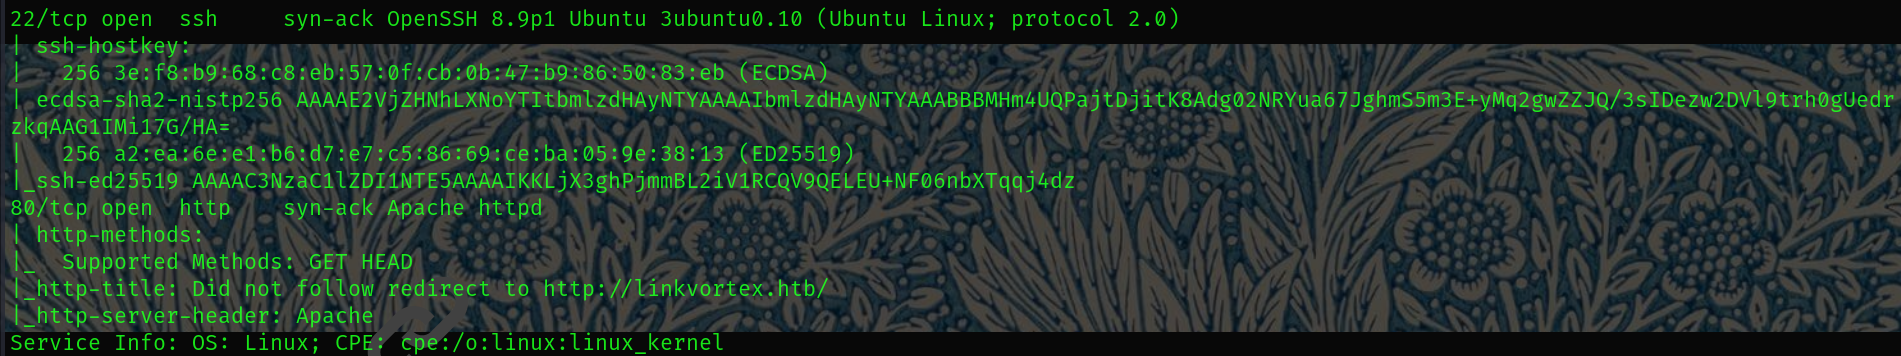 22/tcp open  ssh     syn-ack OpenSSH 8.9p1 Ubuntu 3ubuntu0.10 (Ubuntu Linux; protocol 2.0)
| ssh-hostkey:
|   256 3e:f8:b9:68:c8:eb:57:0f:cb:0b:47:b9:86:50:83:eb (ECDSA)
| ecdsa-sha2-nistp256 AAAAE2VjZHNhLXNoYTItbmlzdHAyNTYAAAAIbmlzdHAyNTYAAABBBMHm4UQPajtDjitK8Adg02NRYua67JghmS5m3E+yMq2gwZZJQ/3sIDezw2DVl9trh0gUedr
zkqAAG1IMi17G/HA=
|   256 a2:ea:6e:e1:b6:d7:e7:c5:86:69:ce:ba:05:9e:38:13 (ED25519)
|_ssh-ed25519 AAAAC3NzaC1lZDI1NTE5AAAAIKKLjX3ghPjmmBL2iV1RCQV9QELEU+NF06nbXTqqj4dz
80/tcp open  http    syn-ack Apache httpd
| http-methods:
|_  Supported Methods: GET HEAD
|_http-title: Did not follow redirect to http://linkvortex.htb/
|_http-server-header: Apache
Service Info: OS: Linux; CPE: cpe:/o:linux:linux_kernel